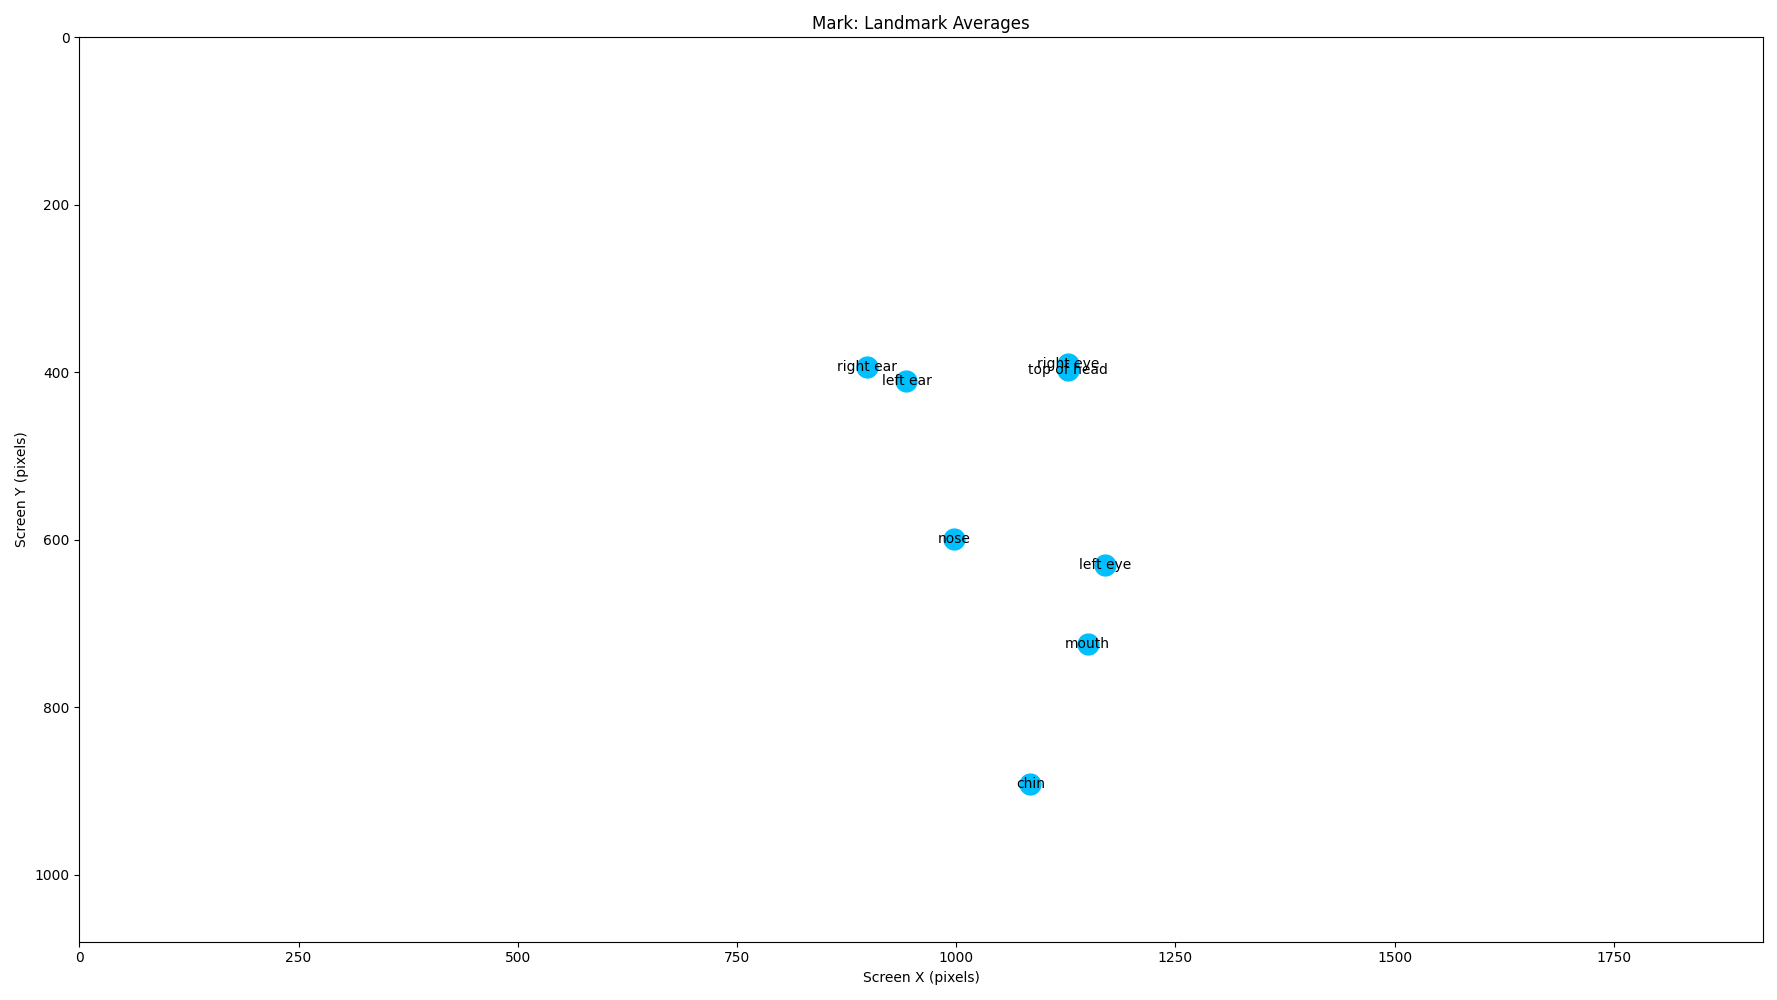 Mark: Landmark Averages
0
200
400
600
800
1000
Screen Y (pixels)
right ear
left ear
right eye
top of head
nose
left eye
mouth
chin
0
250
500
750
1000
1250
1500
1750
Screen X (pixels)